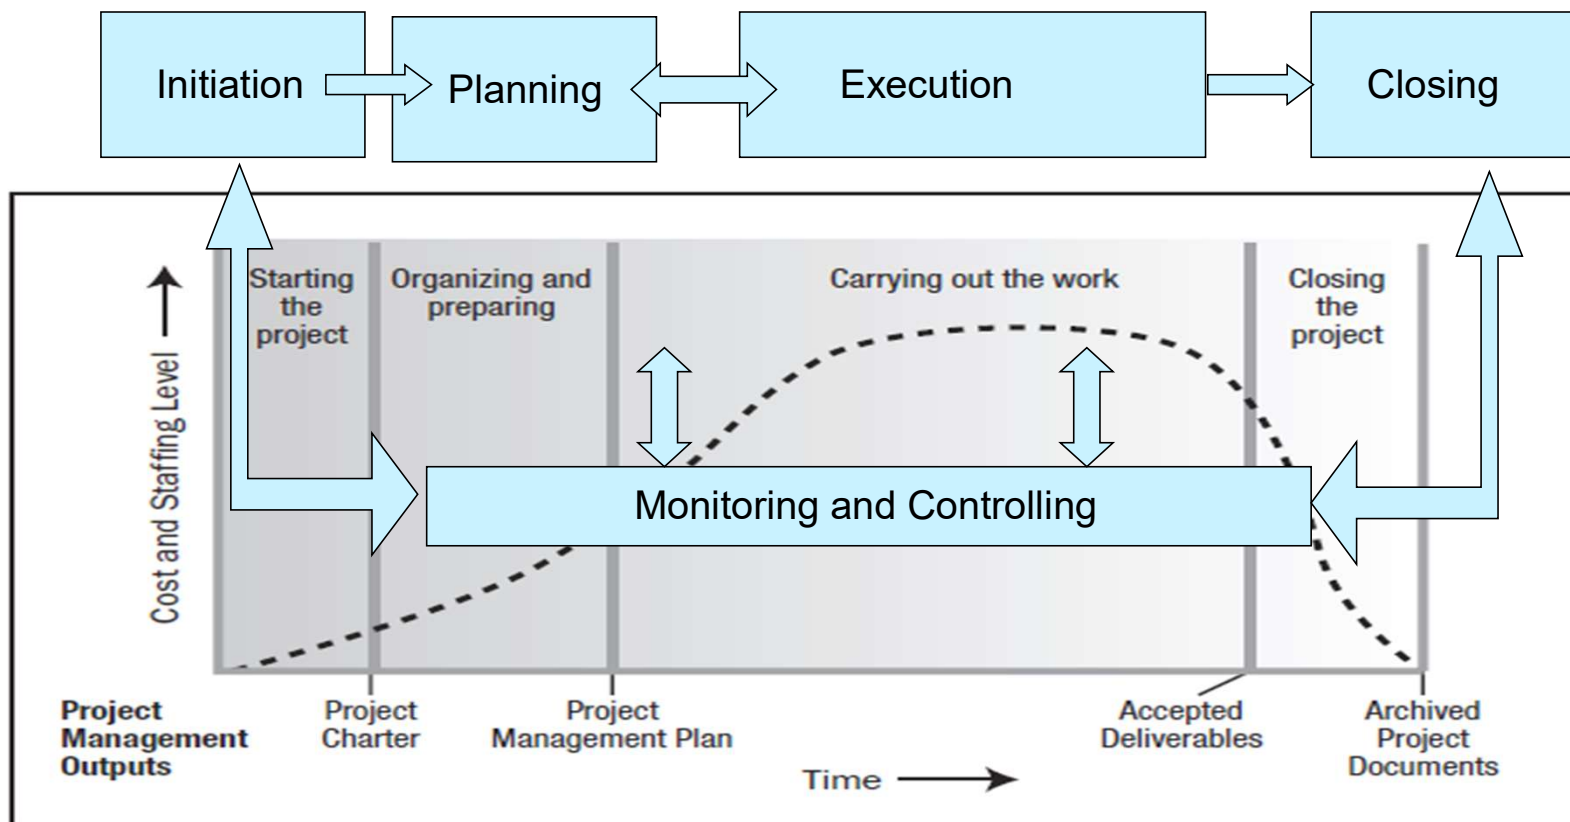 Initiation
Planning
Execution
Closing
Starting
the
project
Organizing and
preparing
Carrying out the work
Closing
the
project
Cost and Staffing Level
Monitoring and Controlling
Project
Management
Outputs
Project
Charter
Project
Management Plan
Accepted
Deliverables
Archived
Project
Documents
Time